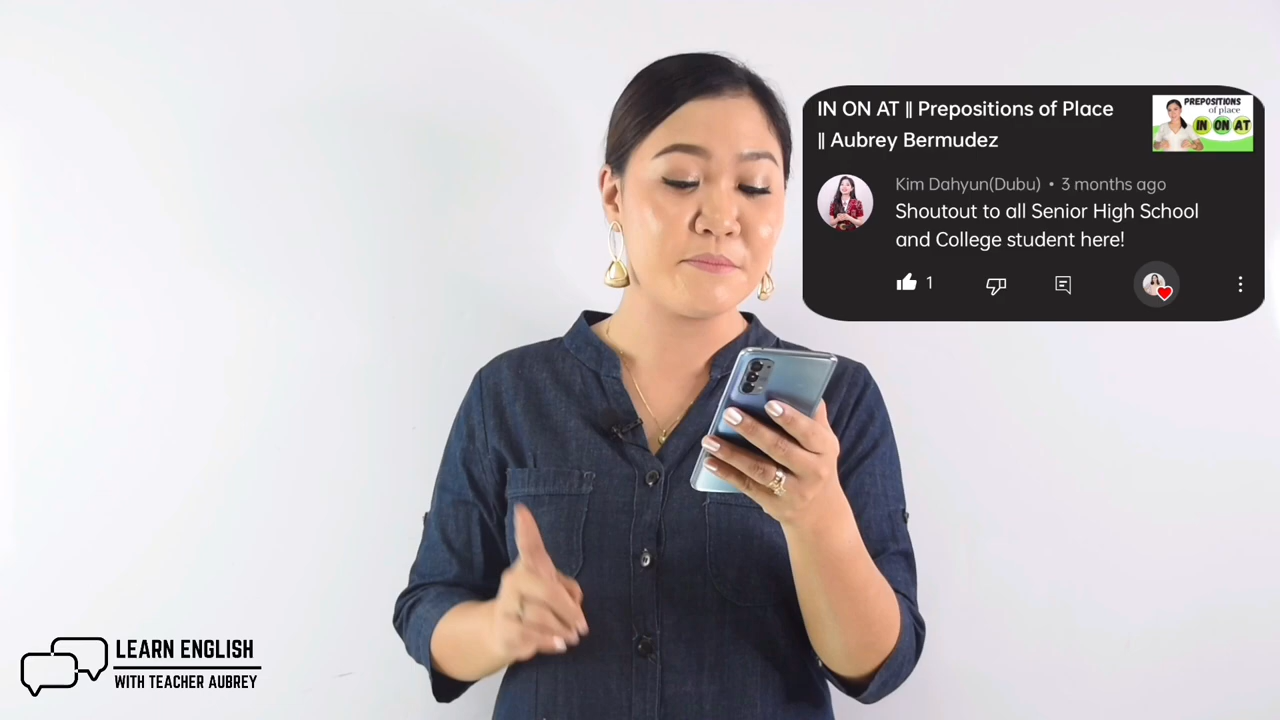 IN ON AT || Prepositions of Place
|| Aubrey Bermudez
PREPOSITIONS
of place
IN ON AT
Kim Dahyun(Dubu) • 3 months ago
Shoutout to all Senior High School
and College student here!
1
LEARN ENGLISH
WITH TEACHER AUBREY